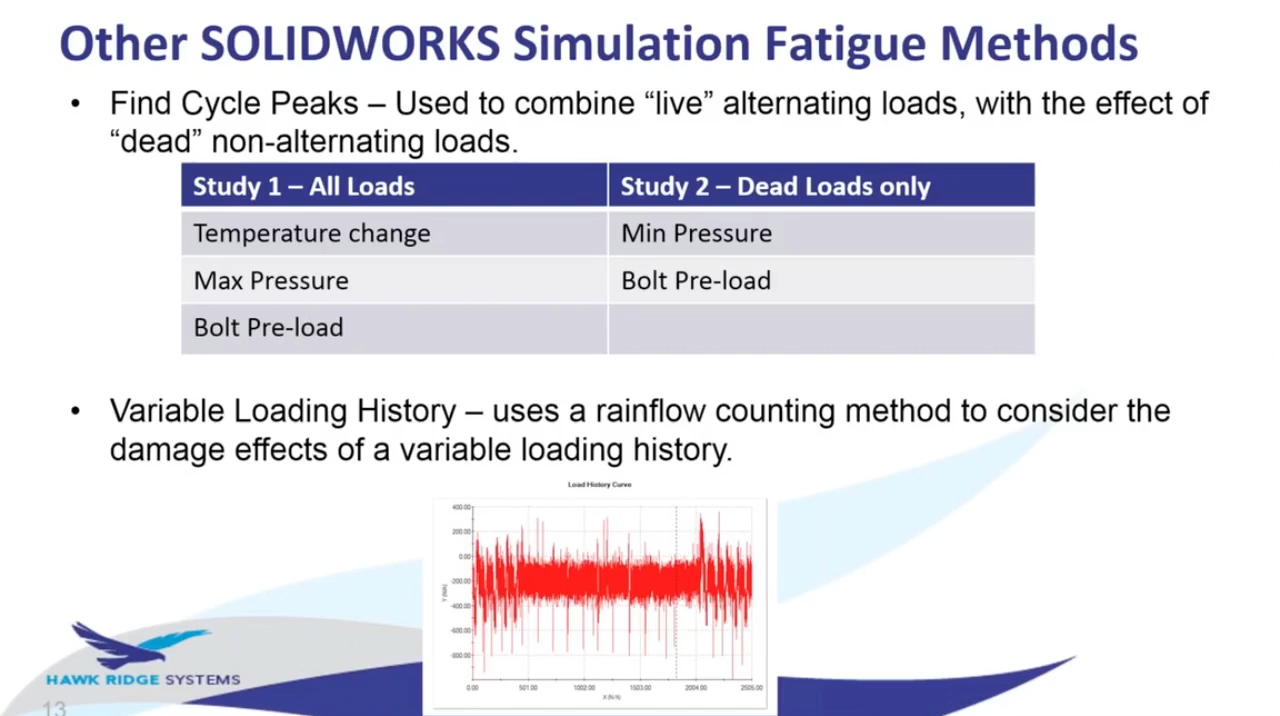 Other SOLIDWORKS Simulation Fatigue Methods
• Find Cycle Peaks – Used to combine “live” alternating loads, with the effect of
“dead” non-alternating loads.
Study 1 – All Loads Study 2 – Dead Loads only
Temperature change Min Pressure
Max Pressure Bolt Pre-load
Bolt Pre-load
• Variable Loading History – uses a rainflow counting method to consider the
damage effects of a variable loading history.
Load History Curve
400.00
200.00
0.00
-200.00
-400.00
-600.00
-800.00
Y (N/A)
0.00 501.00 1002.00 1503.00 2004.00 2505.00
X (N/A)
HAWK RIDGE SYSTEMS
13